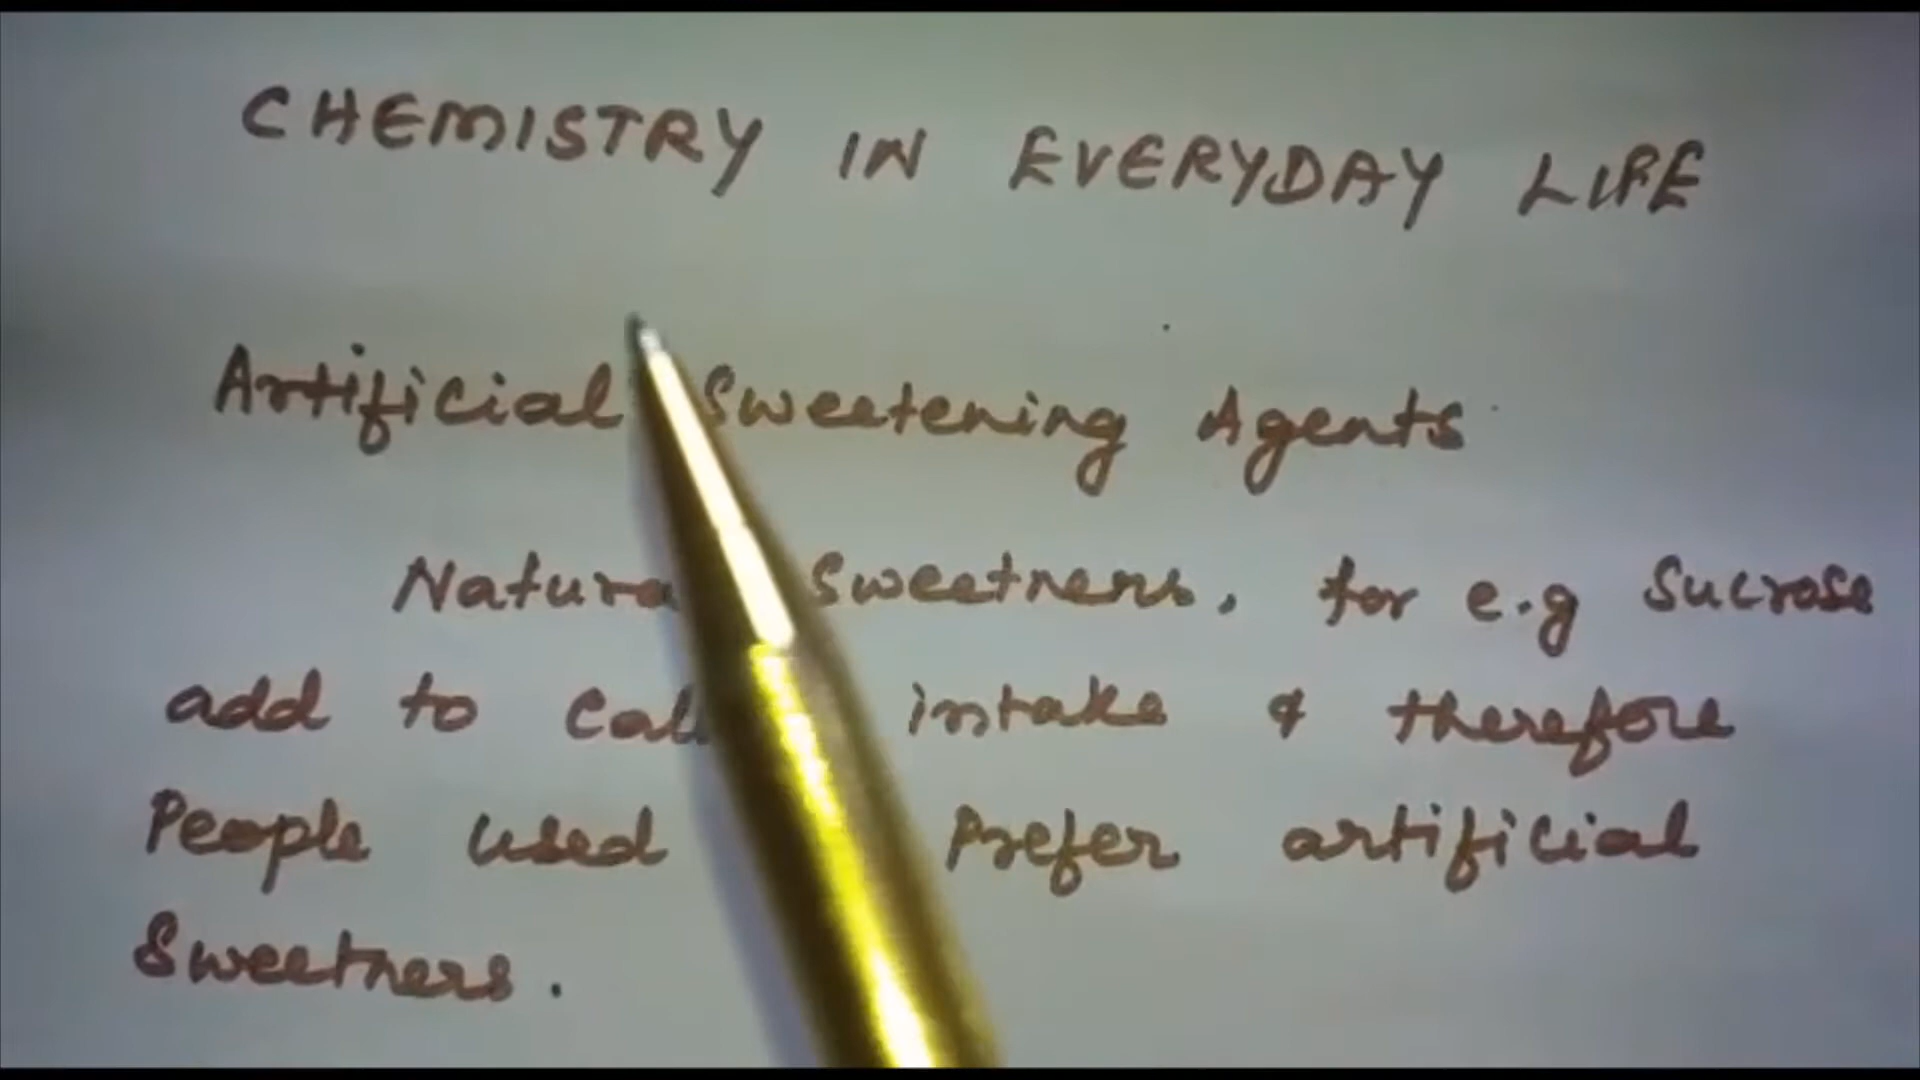 CHEMISTRY IN EVERYDAY LIFE
Artificial Sweetening Agents
Natura Sweetners, for e.g Sucrose
add to Cal intake & therefore
People used Prefer artificial
Sweetners.